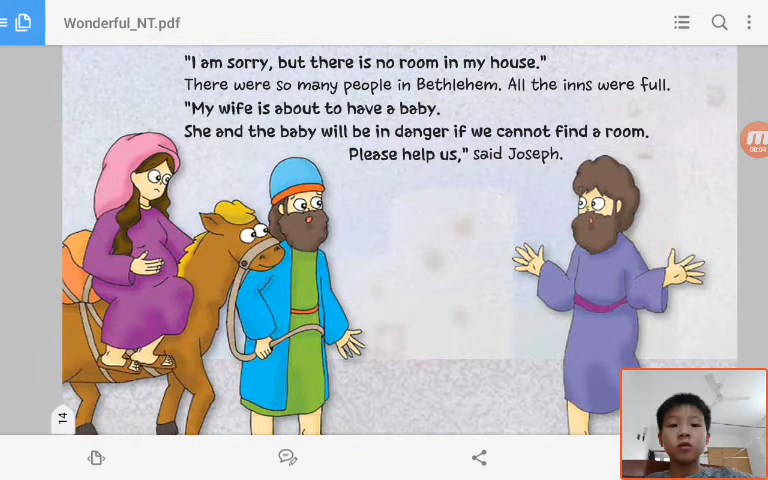 Wonderful_NT.pdf
"I am sorry, but there is no room in my house."
There were so many people in Bethlehem. All the inns were full.
"My wife is about to have a baby.
She and the baby will be in danger if we cannot find a room.
Please help us," said Joseph.
08:04
14